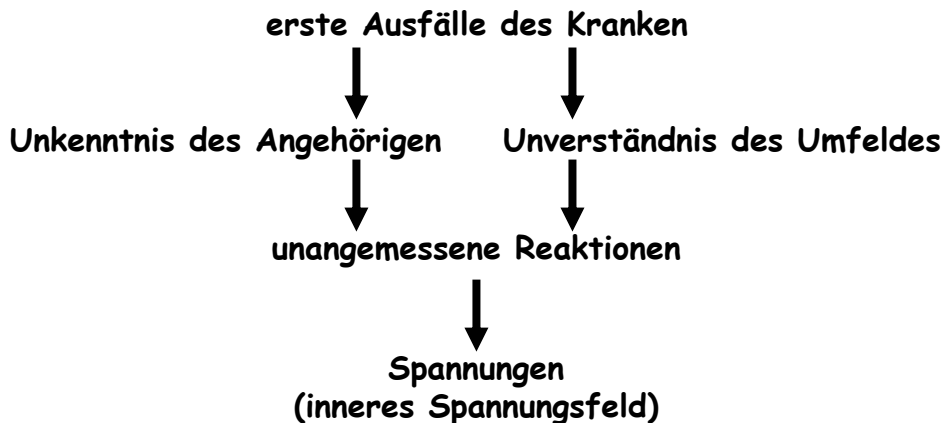 erste Ausfälle des Kranken
Unkenntnis des Angehörigen
Unverständnis des Umfeldes
unangemessene Reaktionen
Spannungen
(inneres Spannungsfeld)